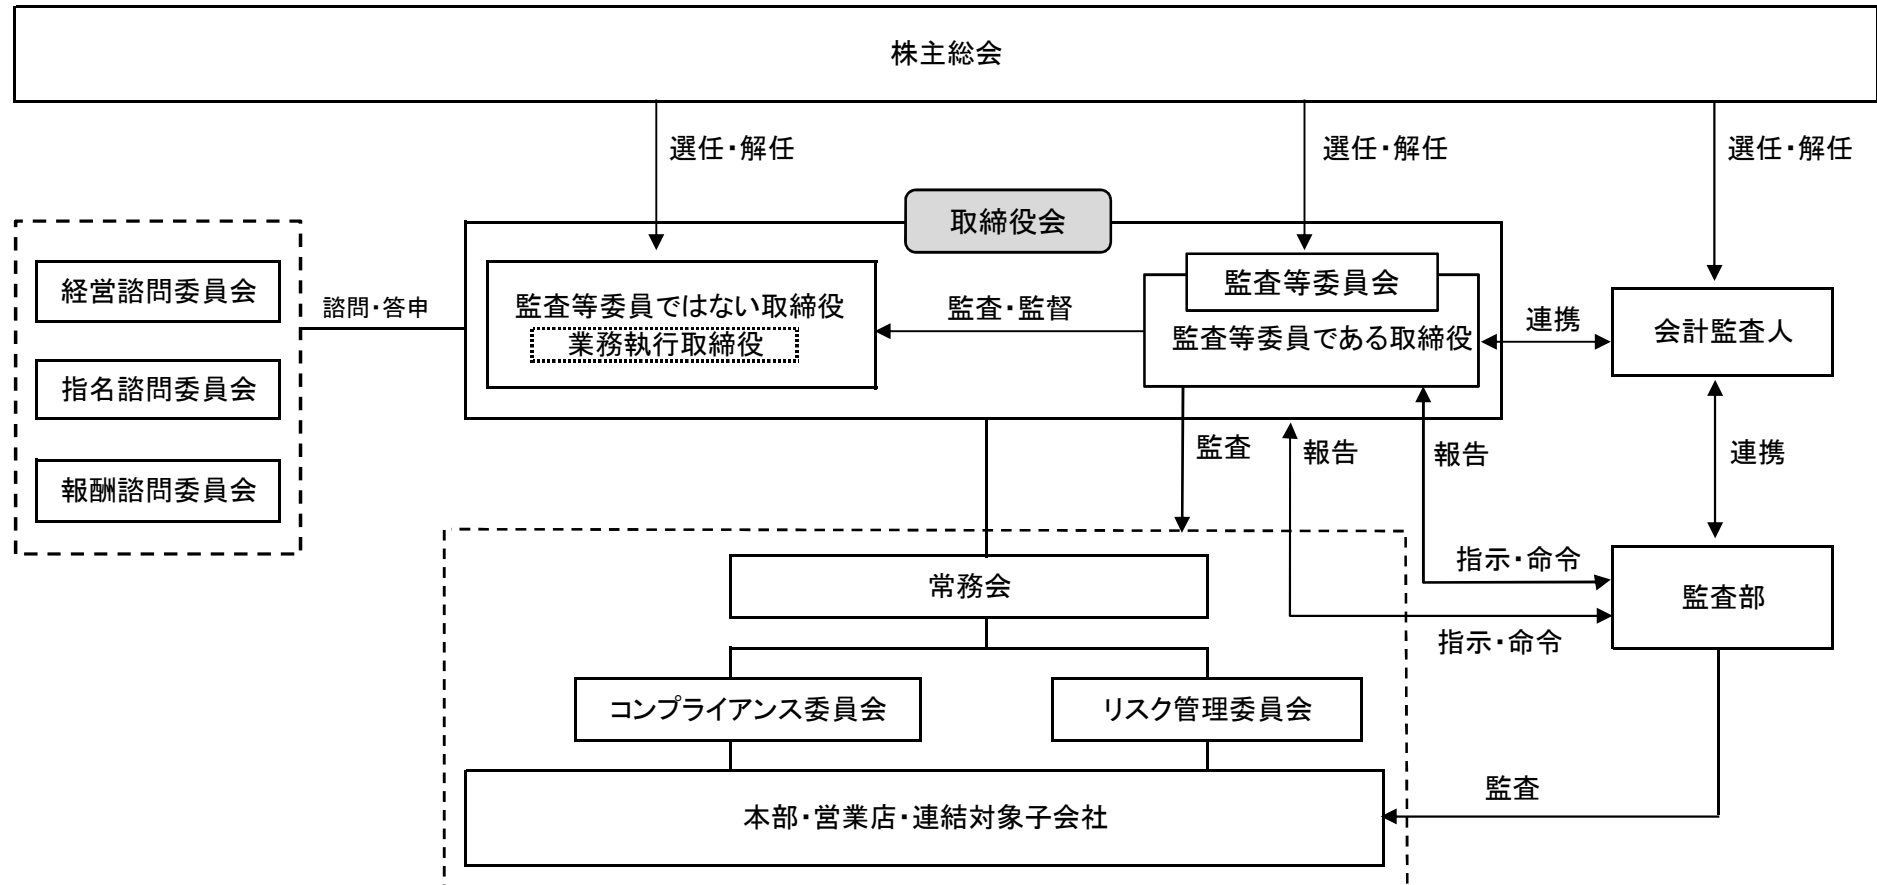 株主総会
選任・解任
選任・解任
選任・解任
取締役会
経営諮問委員会
指名諮問委員会
報酬諮問委員会
諮問・答申
監査等委員ではない取締役
業務執行取締役
監査・監督
監査等委員会
監査等委員である取締役
連携
会計監査人
監査
報告
報告
連携
指示・命令
指示・命令
監査部
常務会
コンプライアンス委員会
リスク管理委員会
監査
本部・営業店・連結対象子会社